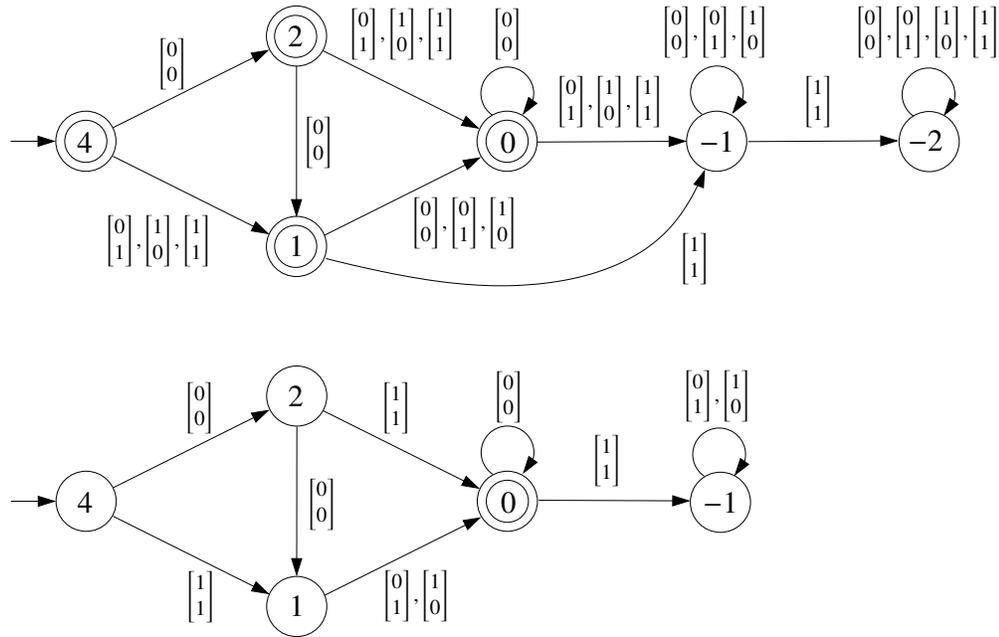 [0 0] [0 1], [1 0], [1 1] [0 0] [0 0], [0 1], [1 0] [0 0], [0 1], [1 0], [1 1]
2
[0 1], [1 0], [1 1] [1 1]
4 [0 0] 0 −1 −2
[0 1], [1 0], [1 1] [0 0], [0 1], [1 0]
1 [1 1]
[0 0] [1 1] [0 0] [0 1], [1 0]
2
[1 1]
4 [0 0] 0 −1
[1 1] [0 1], [1 0]
1